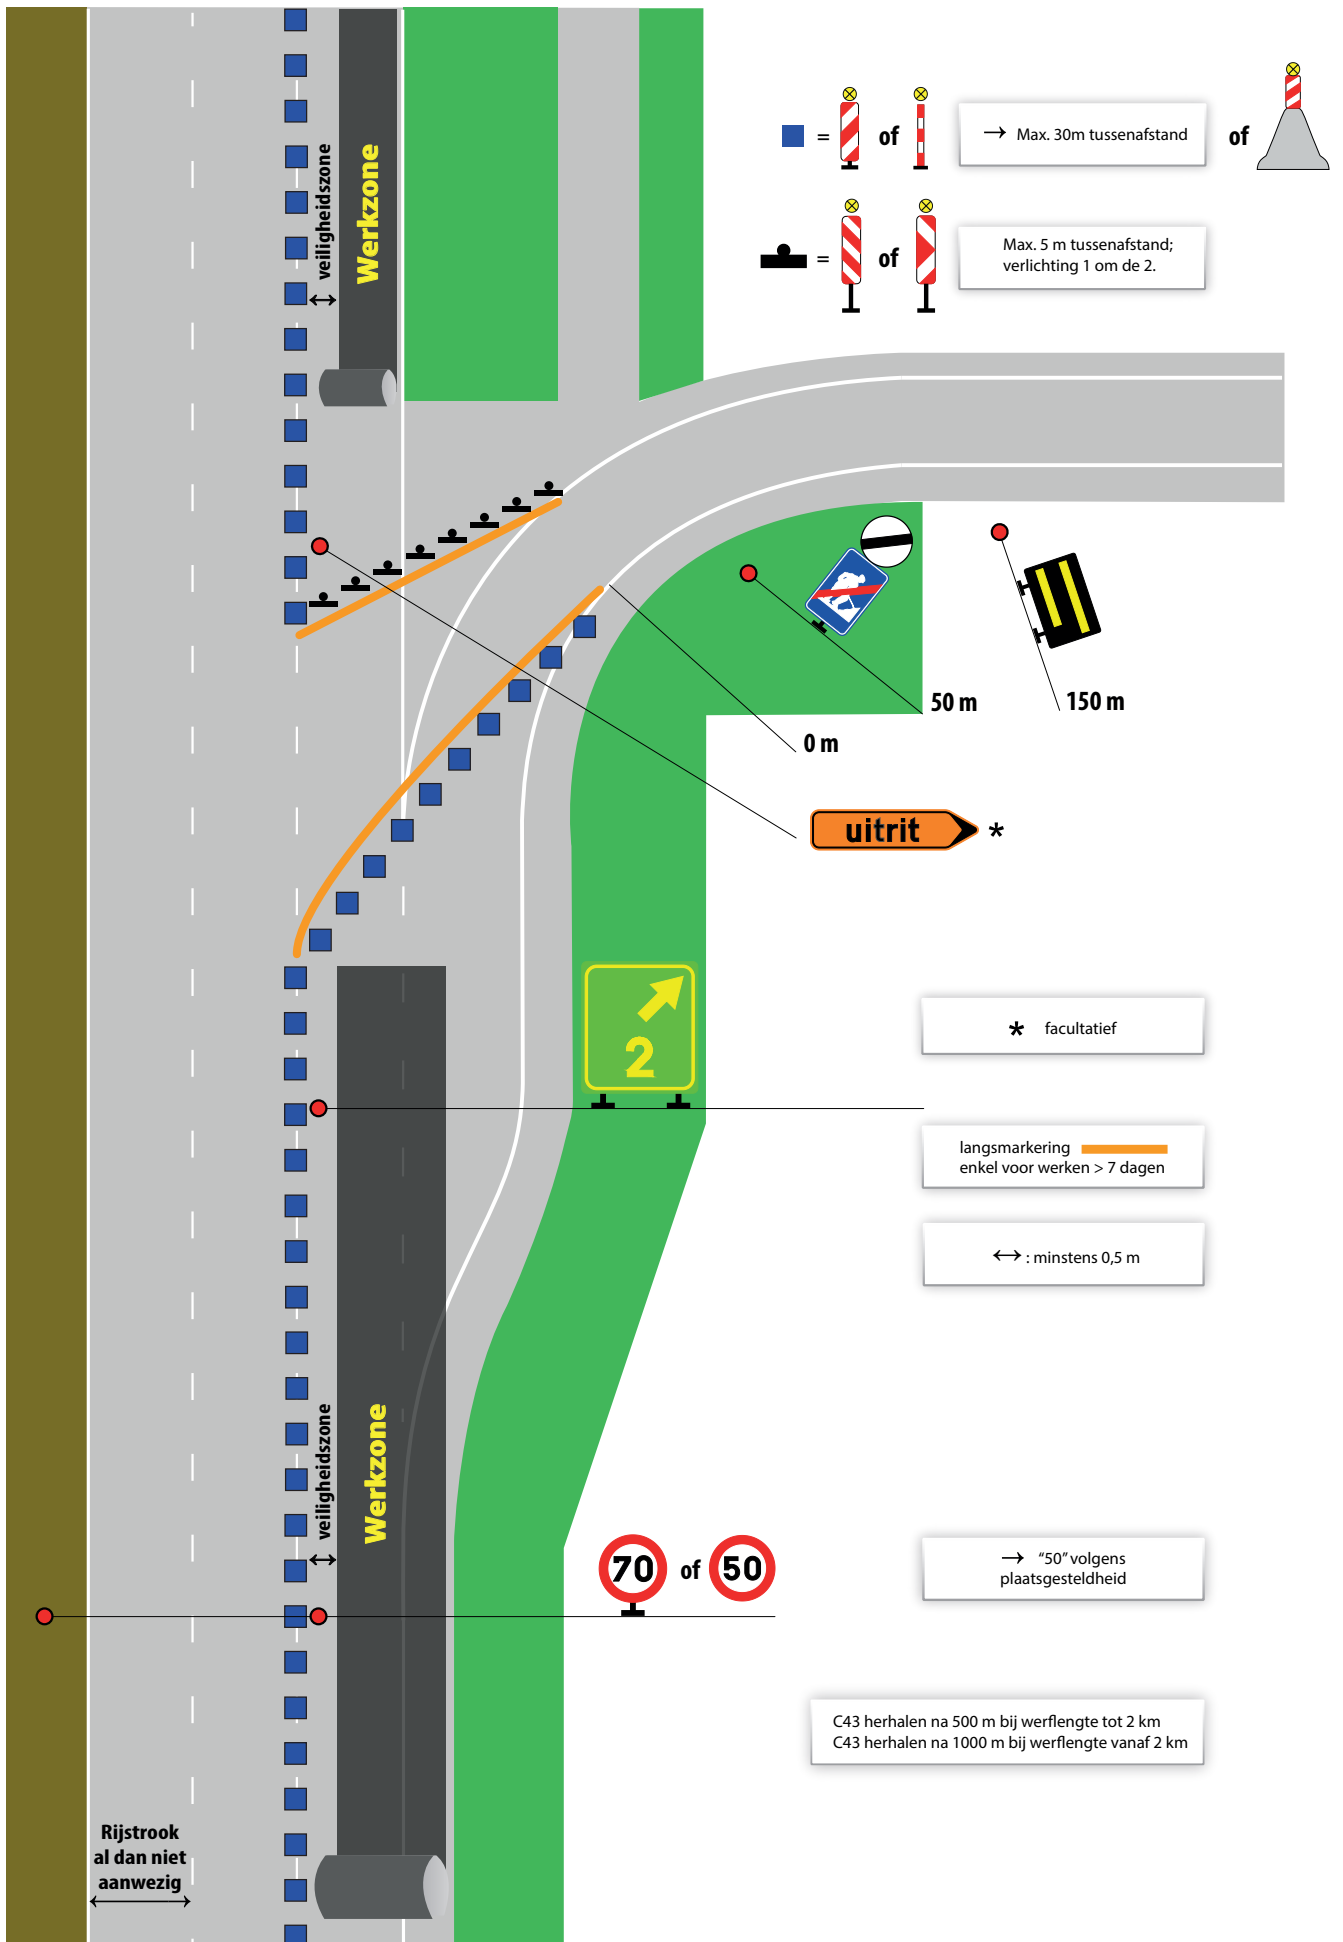 = of
→ Max. 30m tussenafstand
of
= of
Max. 5 m tussenafstand;
verlichting 1 om de 2.
veiligheidszone
Werkzone
50 m
150 m
0 m
uitrit
*
2
* facultatief
langsmarkering
enkel voor werken > 7 dagen
↔ : minstens 0,5 m
veiligheidszone
Werkzone
70 of 50
→ “50” volgens
plaatsgesteldheid
C43 herhalen na 500 m bij werflengte tot 2 km
C43 herhalen na 1000 m bij werflengte vanaf 2 km
Rijstrook
al dan niet
aanwezig